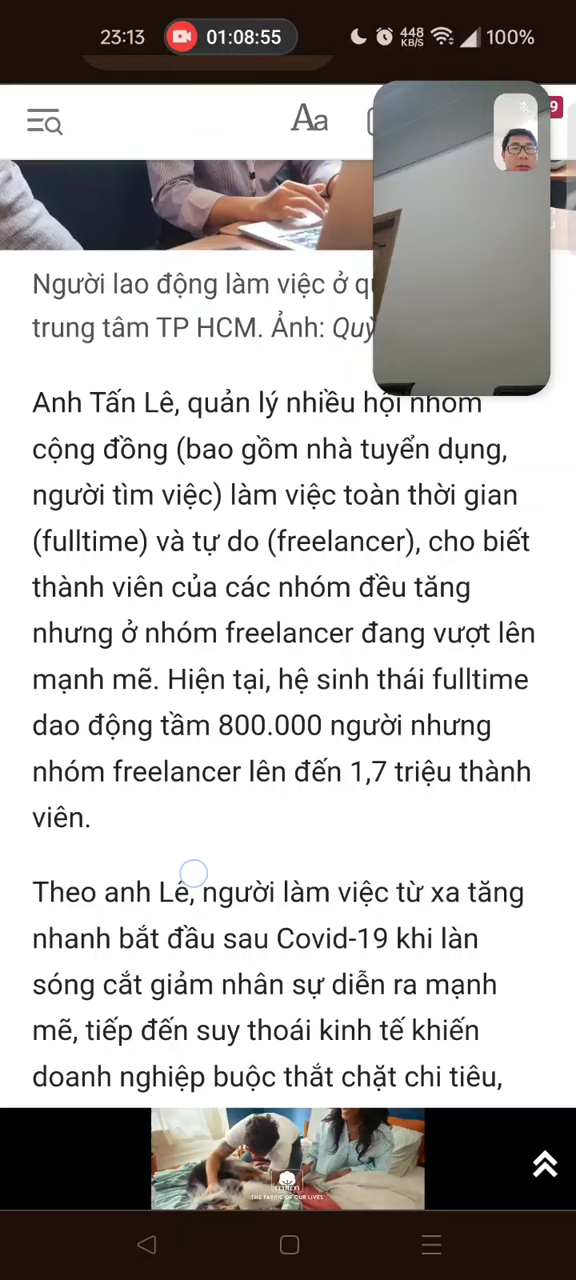 23:13
01:08:55
448
KB/S
100%
Aa
9
Người lao động làm việc ở
trung tâm TP HCM. Ảnh:
Anh Tấn Lê, quản lý nhiều hội nhóm
cộng đồng (bao gồm nhà tuyển dụng,
người tìm việc) làm việc toàn thời gian
(fulltime) và tự do (freelancer), cho biết
thành viên của các nhóm đều tăng
nhưng ở nhóm freelancer đang vượt lên
mạnh mẽ. Hiện tại, hệ sinh thái fulltime
dao động tầm 800.000 người nhưng
nhóm freelancer lên đến 1,7 triệu thành
viên.
Theo anh Lê, người làm việc từ xa tăng
nhanh bắt đầu sau Covid-19 khi làn
sóng cắt giảm nhân sự diễn ra mạnh
mẽ, tiếp đến suy thoái kinh tế khiến
doanh nghiệp buộc thắt chặt chi tiêu,
THE FABRIC OF OUR LIVES